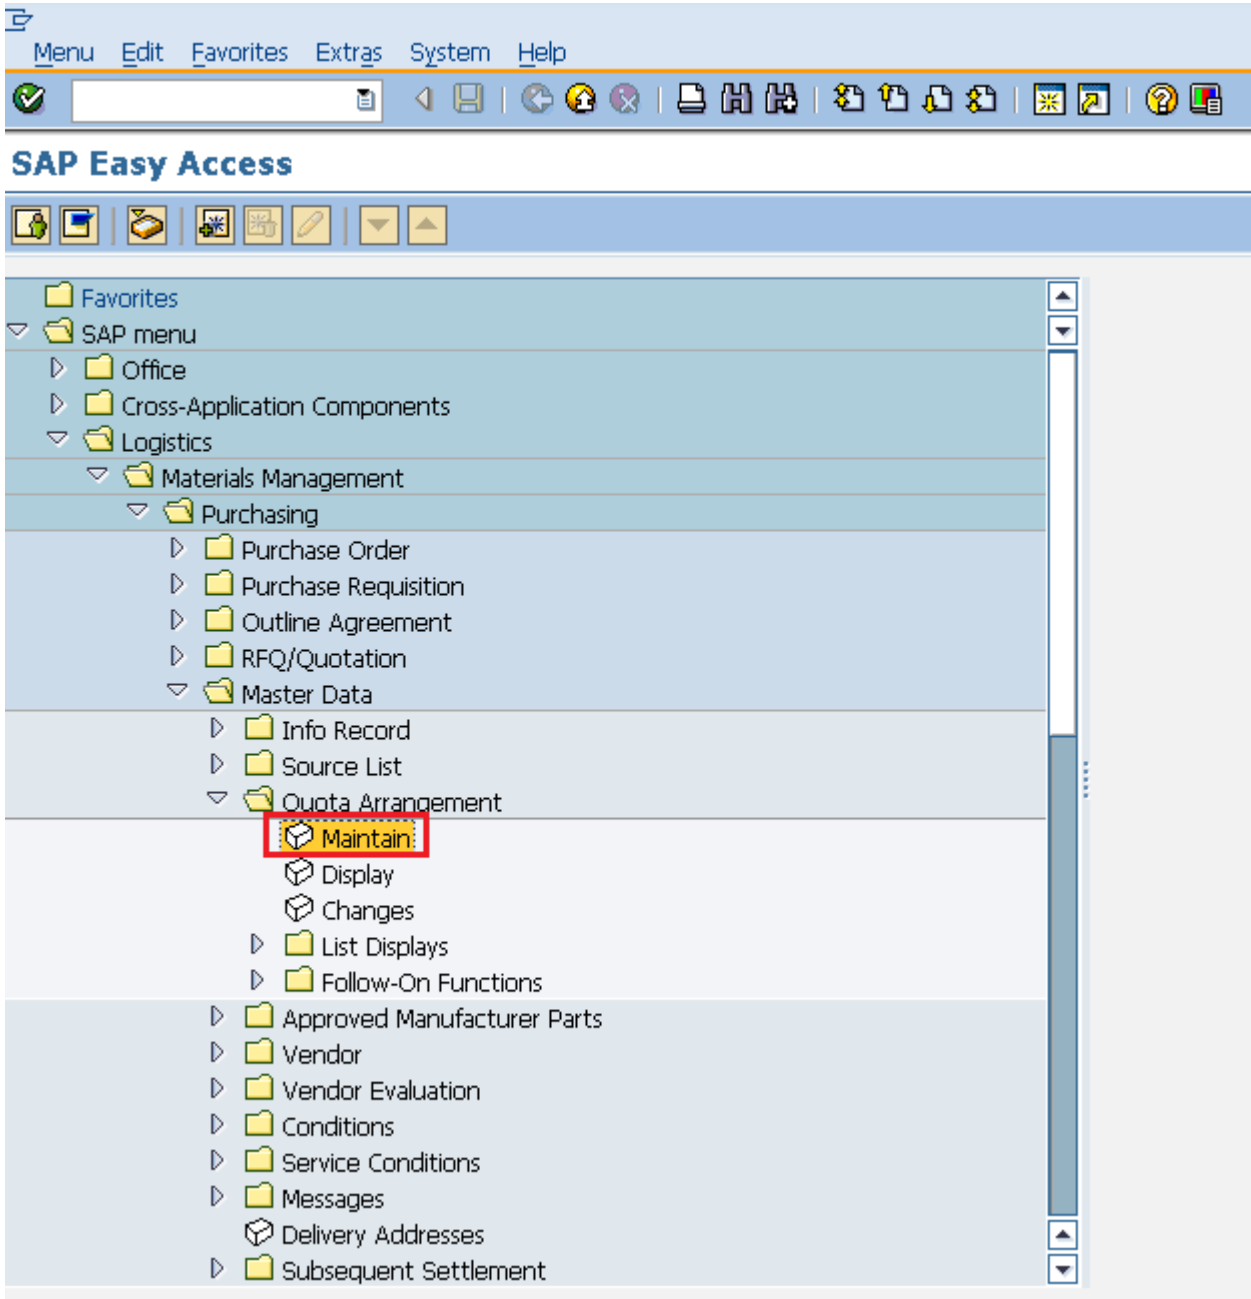 Menu Edit Favorites Extras System Help
SAP Easy Access
Favorites
SAP menu
Office
Cross-Application Components
Logistics
Materials Management
Purchasing
Purchase Order
Purchase Requisition
Outline Agreement
RFQ/Quotation
Master Data
Info Record
Source List
Quota Arrangement
Maintain
Display
Changes
List Displays
Follow-On Functions
Approved Manufacturer Parts
Vendor
Vendor Evaluation
Conditions
Service Conditions
Messages
Delivery Addresses
Subsequent Settlement